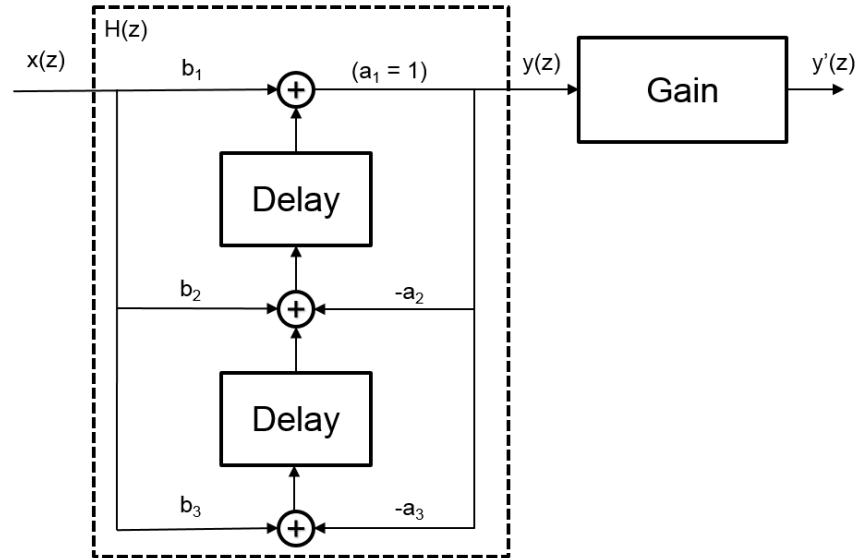 H(z)
x(z)
b₁
(a₁ = 1)
y(z)
Gain
y’(z)
+
Delay
b₂
+
-a₂
Delay
b₃
+
-a₃